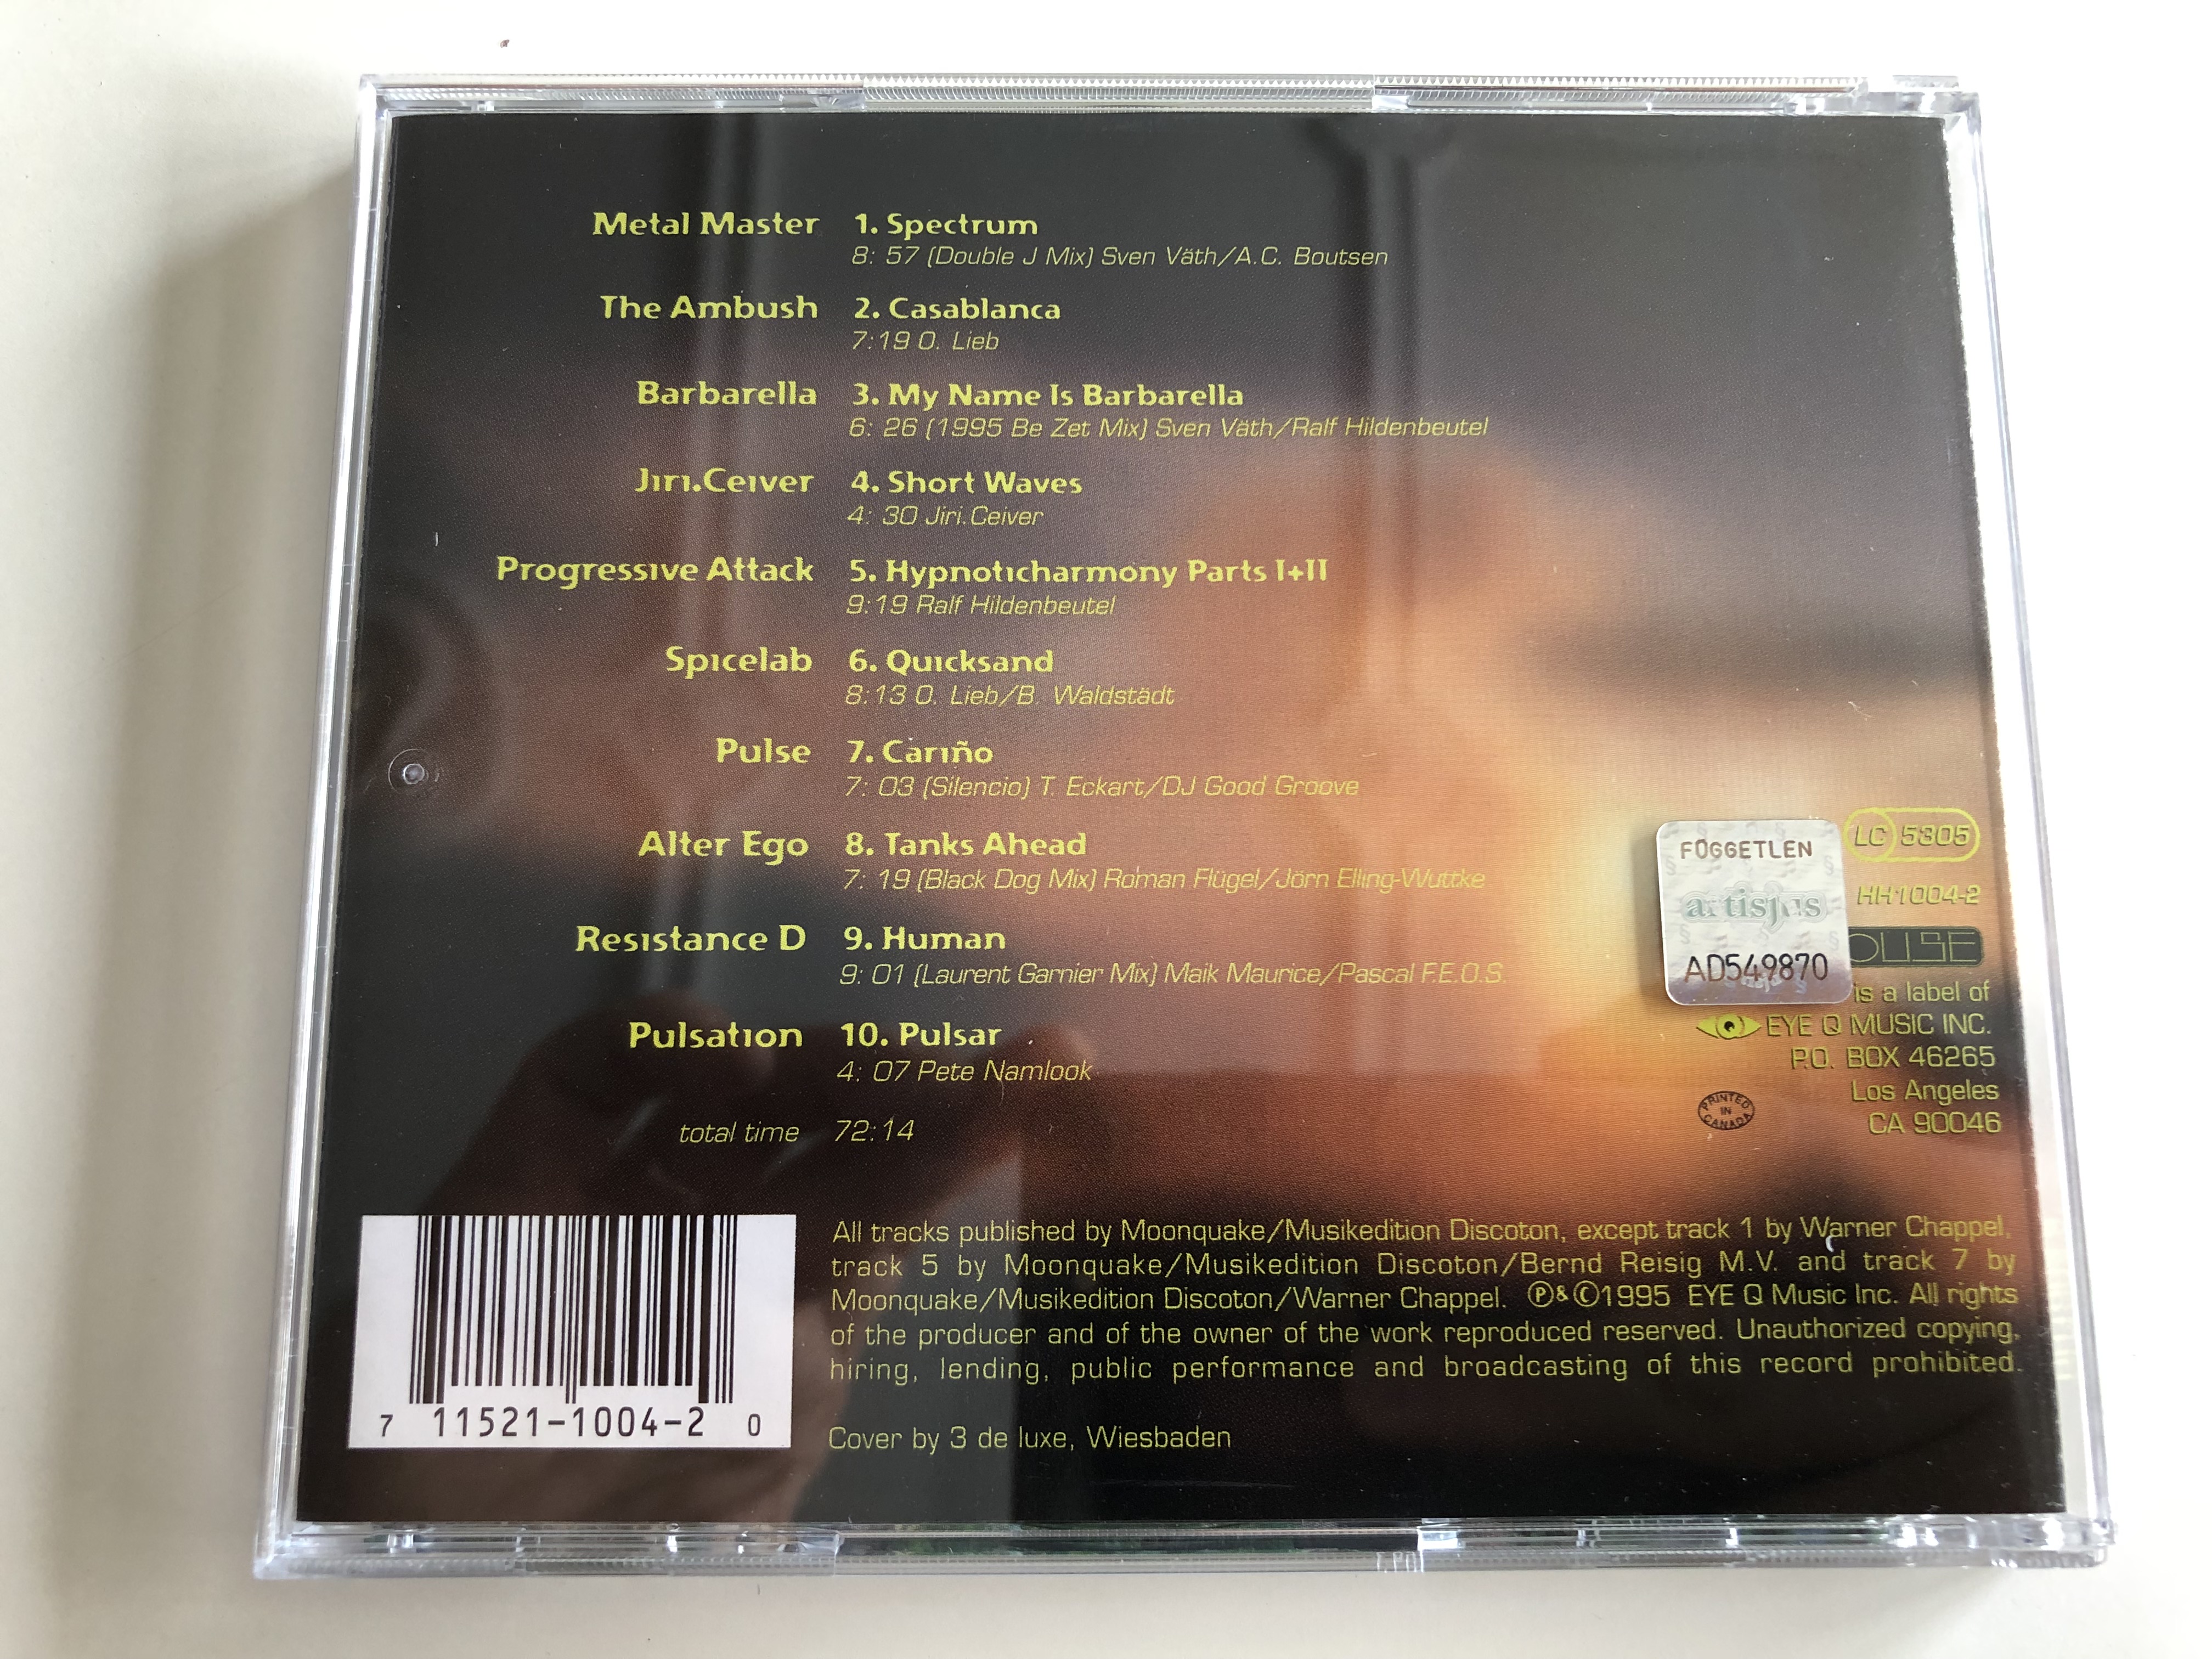 Metal Master 1. Spectrum
8: 57 (Double J Mix) Sven Väth/A.C. Boutsen
The Ambush 2. Casablanca
7:19 O. Lieb
Barbarella 3. My Name Is Barbarella
6: 26 (1995 Be Zet Mix) Sven Väth/Ralf Hildenbeutel
Jiri.Ceiver 4. Short Waves
4: 30 Jiri.Ceiver
Progressive Attack 5. Hypnoticharmony Parts I+II
9:19 Ralf Hildenbeutel
Spicelab 6. Quicksand
8:13 O. Lieb/B. Waldstädt
Pulse 7. Cariño
7: 03 (Silencio) T. Eckart/DJ Good Groove
Alter Ego 8. Tanks Ahead
7: 19 (Black Dog Mix) Roman Flügel/Jörn Elling-Wuttke
Resistance D 9. Human
9: 01 (Laurent Garnier Mix) Maik Maurice/Pascal F.E.O.S.
Pulsation 10. Pulsar
4: 07 Pete Namlook
total time 72:14
FÜGGETLEN
artisjus
AD549870
LC 5305
HH1004-2
is a label of
EYE Q MUSIC INC.
P.O. BOX 46265
Los Angeles
CA 90046
PRINTED IN CANADA
All tracks published by Moonquake/Musikedition Discoton, except track 1 by Warner Chappel,
track 5 by Moonquake/Musikedition Discoton/Bernd Reisig M.V. and track 7 by
Moonquake/Musikedition Discoton/Warner Chappel. ℗&©1995 EYE Q Music Inc. All rights
of the producer and of the owner of the work reproduced reserved. Unauthorized copying,
hiring, lending, public performance and broadcasting of this record prohibited.
Cover by 3 de luxe, Wiesbaden
7 11521-1004-2 0